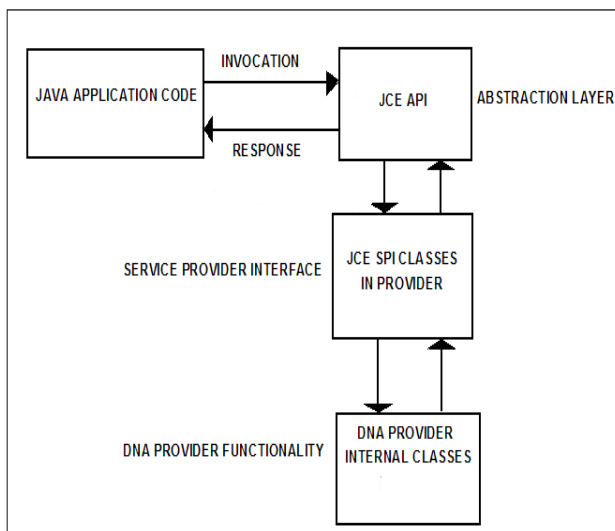 INVOCATION
JAVA APPLICATION CODE
JCE API
ABSTRACTION LAYER
RESPONSE
SERVICE PROVIDER INTERFACE
JCE SPI CLASSES
IN PROVIDER
DNA PROVIDER FUNCTIONALITY
DNA PROVIDER
INTERNAL CLASSES